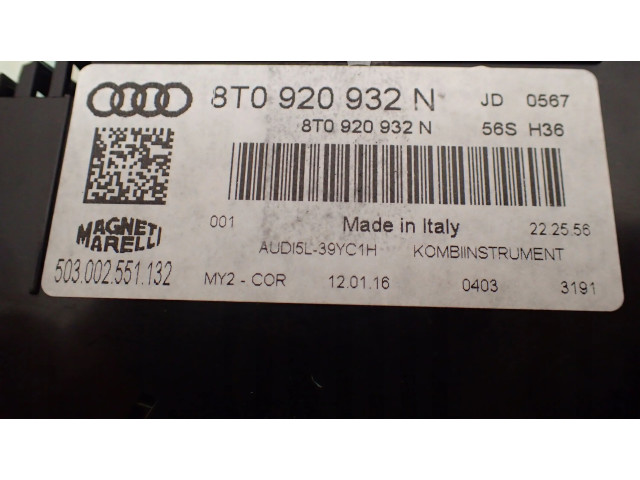 8T0 920 932 N JD 0567
8T0 920 932 N 56S H36
MAGNETI MARELLI
001 Made in Italy 22.25.56
AUDI5L-39YC1H KOMBIINSTRUMENT
503.002.551.132
MY2 - COR 12.01.16 0403 3191